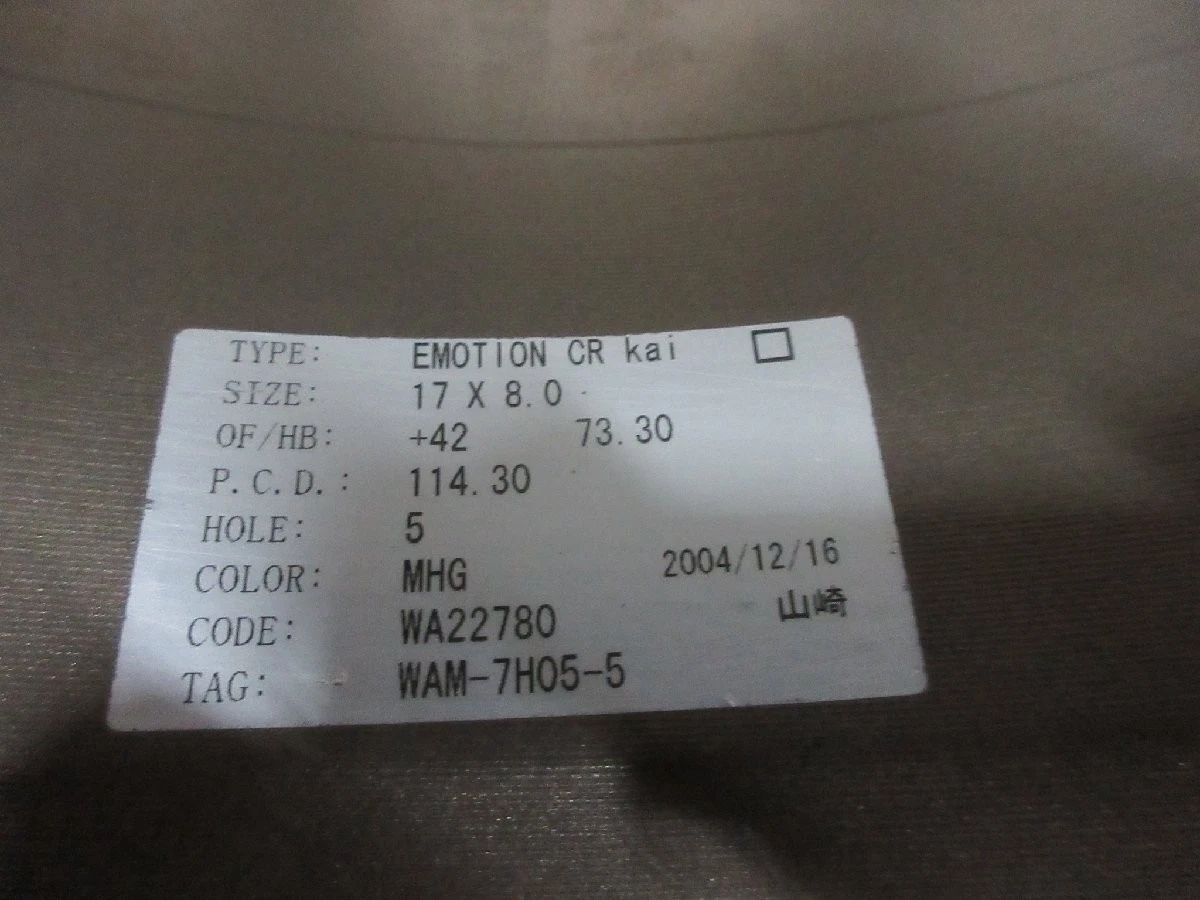 TYPE: EMOTION CR kai □
SIZE: 17 X 8.0
OF/HB: +42 73.30
P.C.D.: 114.30
HOLE: 5
COLOR: MHG 2004/12/16
CODE: WA22780 山崎
TAG: WAM-7H05-5